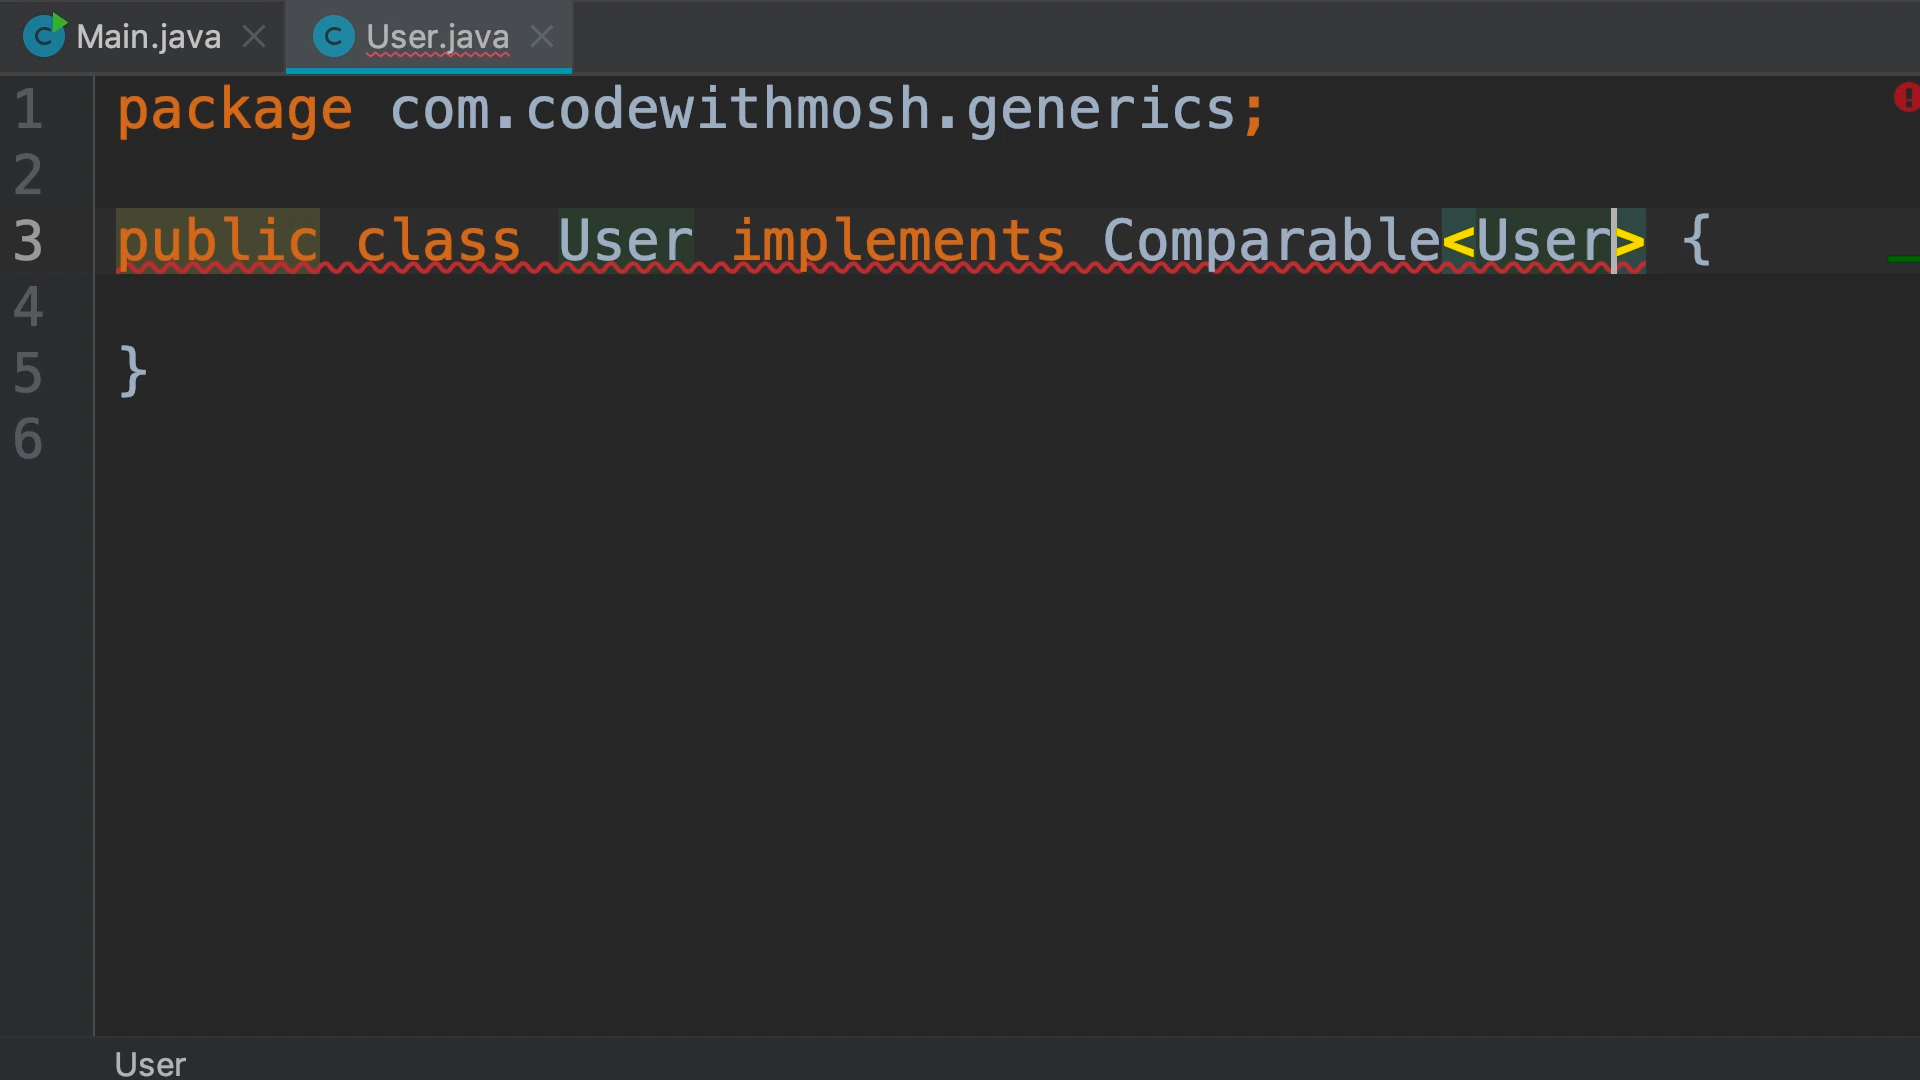 Main.java
User.java
1 package com.codewithmosh.generics;
2
3 public class User implements Comparable<User> {
4
5 }
6
User